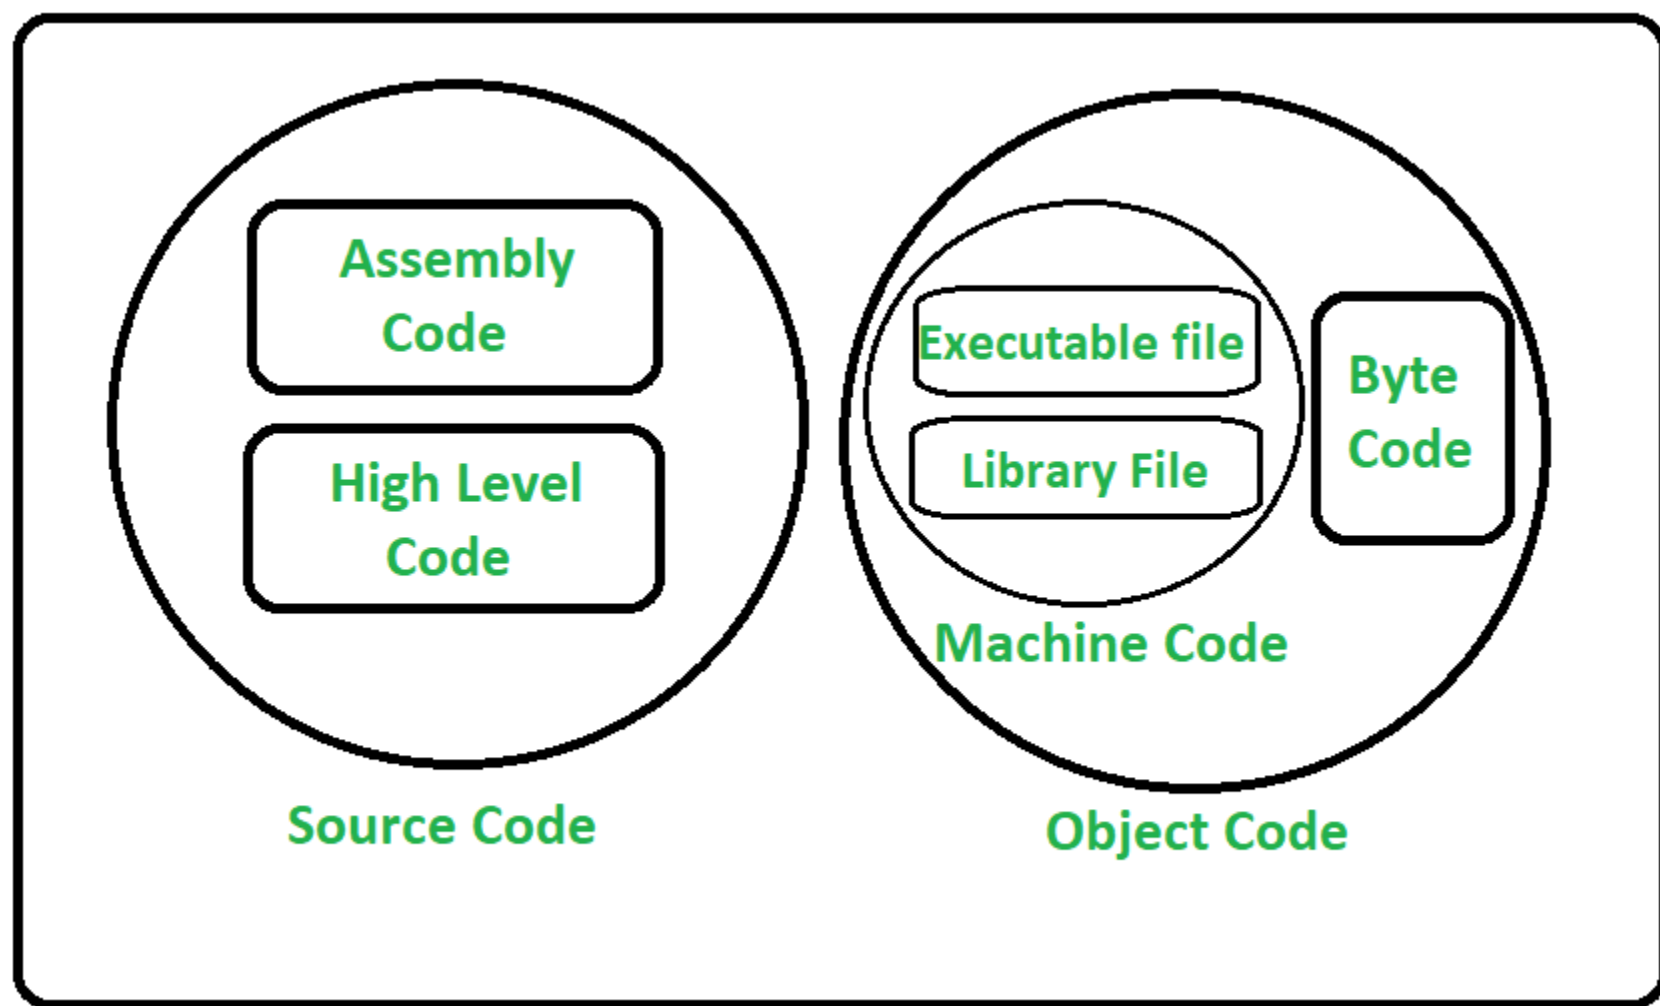 Assembly
Code
High Level
Code
Source Code
Executable file
Library File
Byte
Code
Machine Code
Object Code